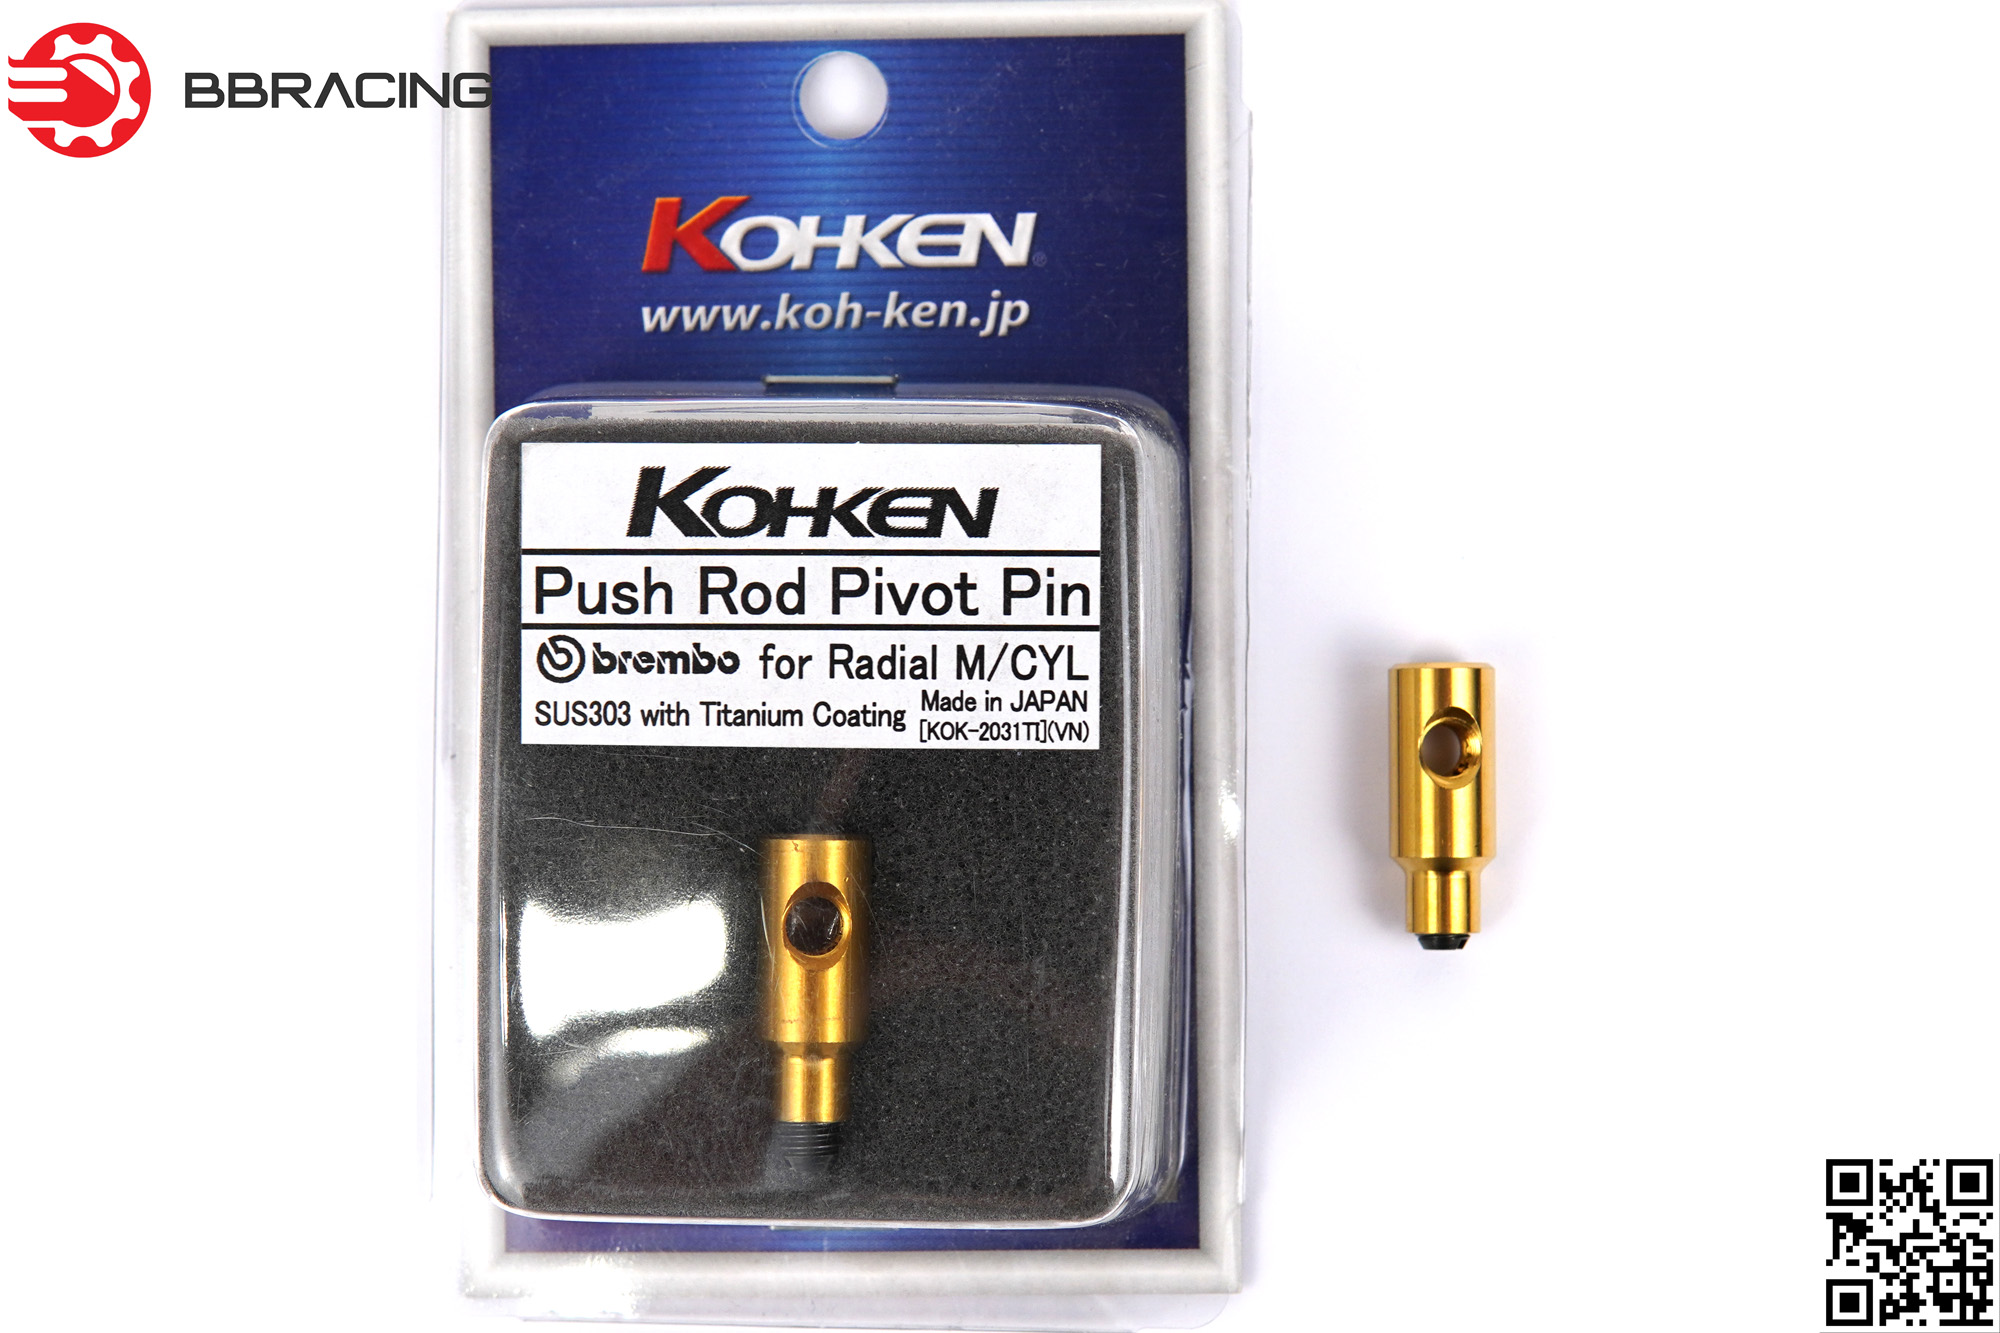 BBRACING
KOHKEN®
www.koh-ken.jp
KOHKEN
Push Rod Pivot Pin
brembo for Radial M/CYL
SUS303 with Titanium Coating Made in JAPAN
[KOK-2031TI](VN)